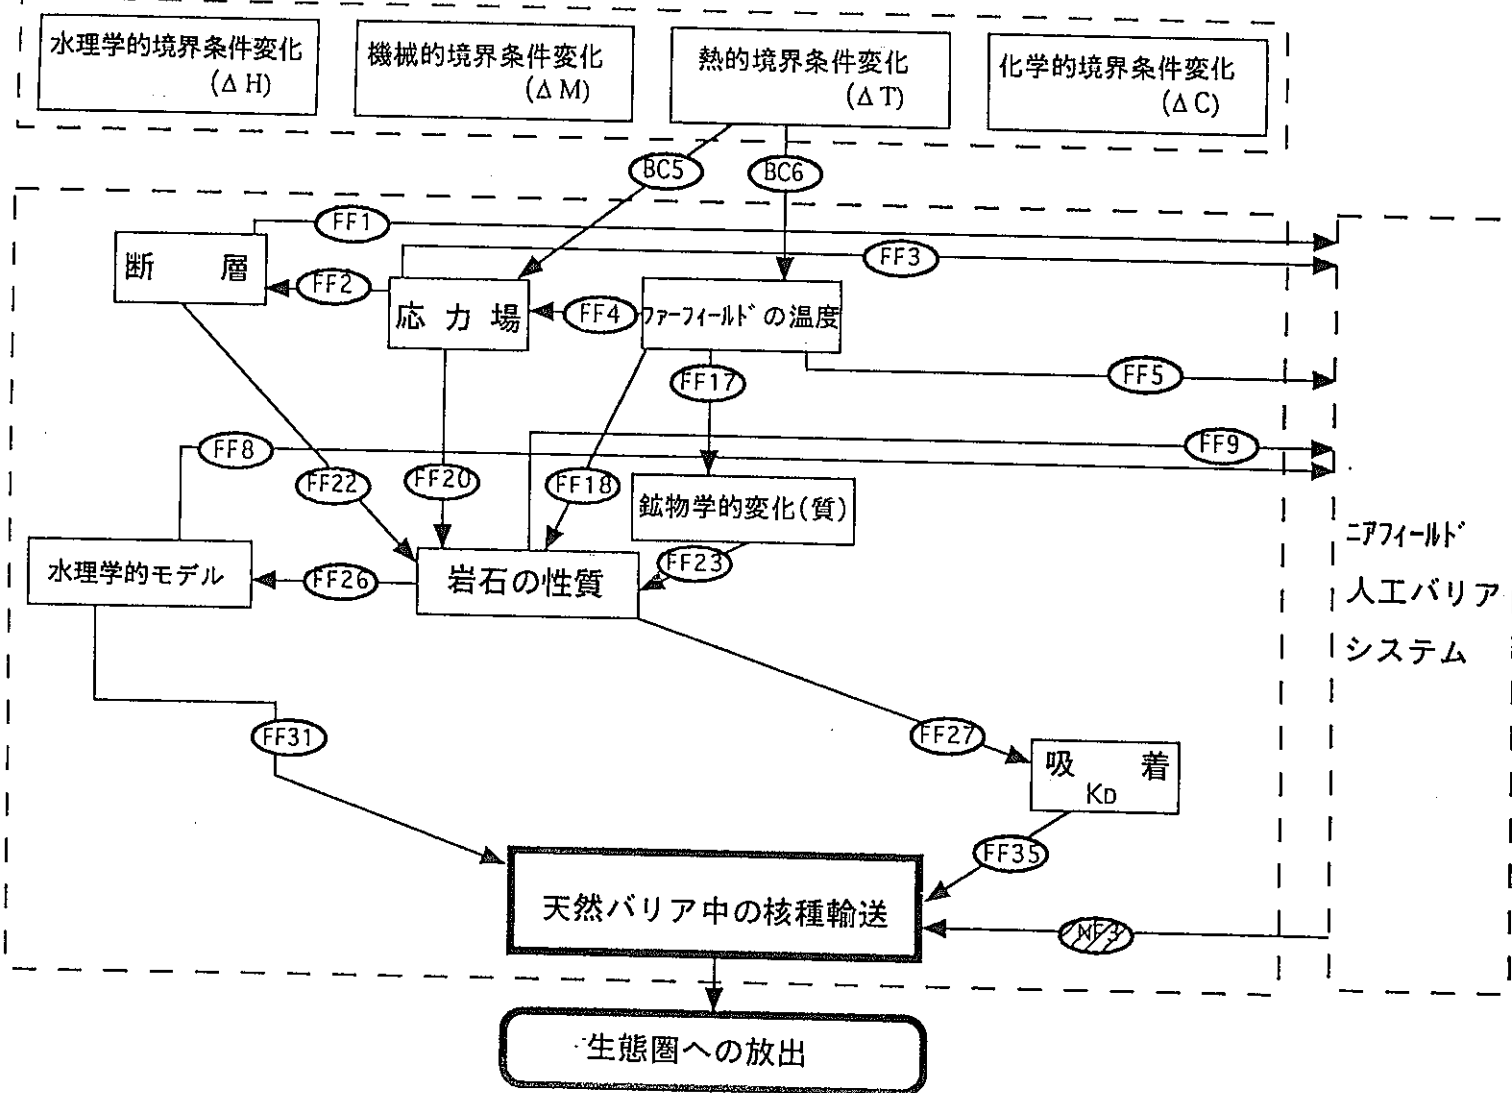 水理学的境界条件変化
(Δ H)
機械的境界条件変化
(Δ M)
熱的境界条件変化
(Δ T)
化学的境界条件変化
(Δ C)
BC5
BC6
FF1
断 層
FF2
応 力 場
FF3
FF4
ファーフィールドの温度
FF5
FF17
FF8
FF9
FF22
FF20
FF18
鉱物学的変化(質)
水理学的モデル
FF26
岩石の性質
FF23
ニアフィールド
人工バリア
システム
FF31
FF27
吸 着
KD
FF35
天然バリア中の核種輸送
NF3
生態圏への放出